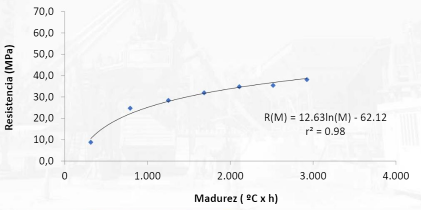 70,0
60,0
50,0
40,0
30,0
20,0
10,0
0,0
Resistencia (MPa)
R(M) = 12.63ln(M) - 62.12
r² = 0.98
0 1.000 2.000 3.000 4.000
Madurez ( ºC x h)